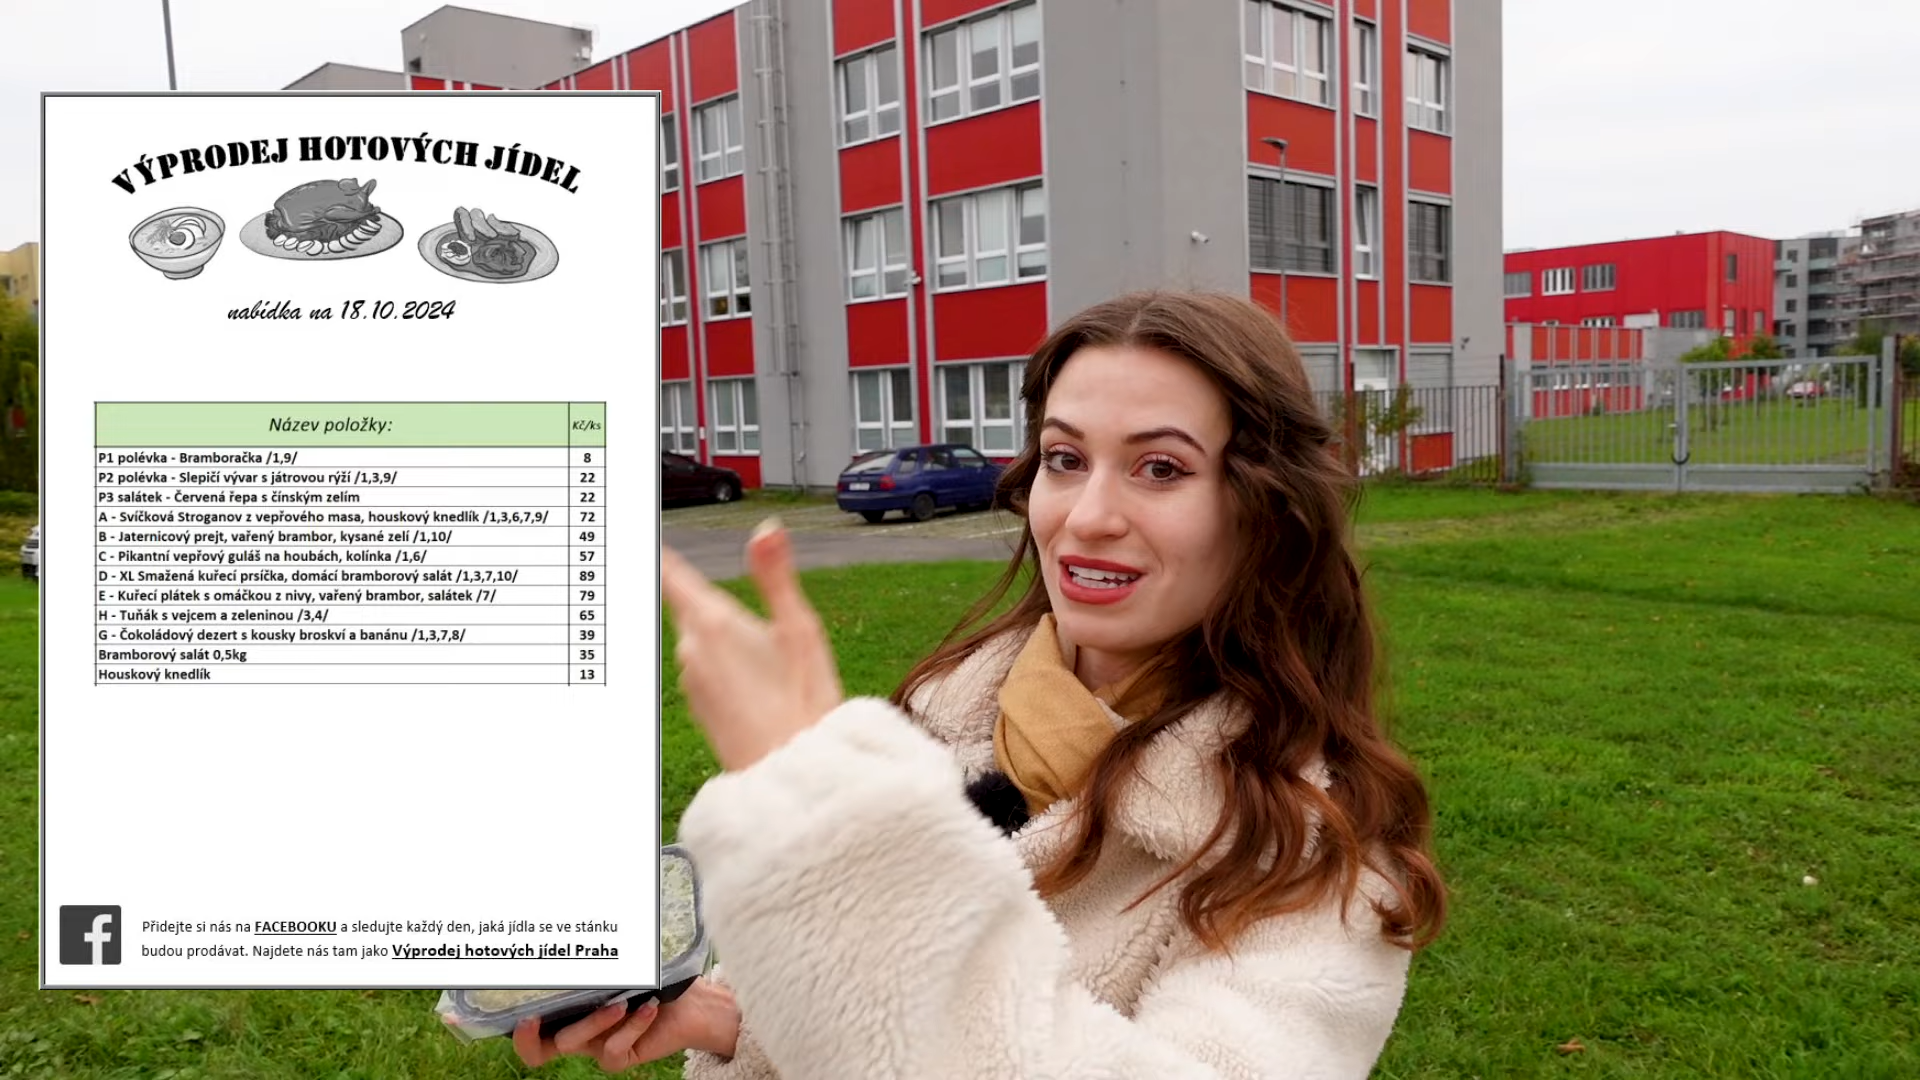 VÝPRODEJ HOTOVÝCH JÍDEL
nabídka na 18.10.2024
Název položky: Kč/ks
P1 polévka - Bramboračka /1,9/ 8
P2 polévka - Slepičí vývar s játrovou rýží /1,3,9/ 22
P3 salátek - Červená řepa s čínským zelím 22
A - Svíčková Stroganov z vepřového masa, houskový knedlík /1,3,6,7,9/ 72
B - Jaternicový prejt, vařený brambor, kysané zelí /1,10/ 49
C - Pikantní vepřový guláš na houbách, kolínka /1,6/ 57
D - XL Smažená kuřecí prsíčka, domácí bramborový salát /1,3,7,10/ 89
E - Kuřecí plátek s omáčkou z nivy, vařený brambor, salátek /7/ 79
H - Tuňák s vejcem a zeleninou /3,4/ 65
G - Čokoládový dezert s kousky broskví a banánu /1,3,7,8/ 39
Bramborový salát 0,5kg 35
Houskový knedlík 13
Přidejte si nás na FACEBOOKU a sledujte každý den, jaká jídla se ve stánku
budou prodávat. Najdete nás tam jako Výprodej hotových jídel Praha